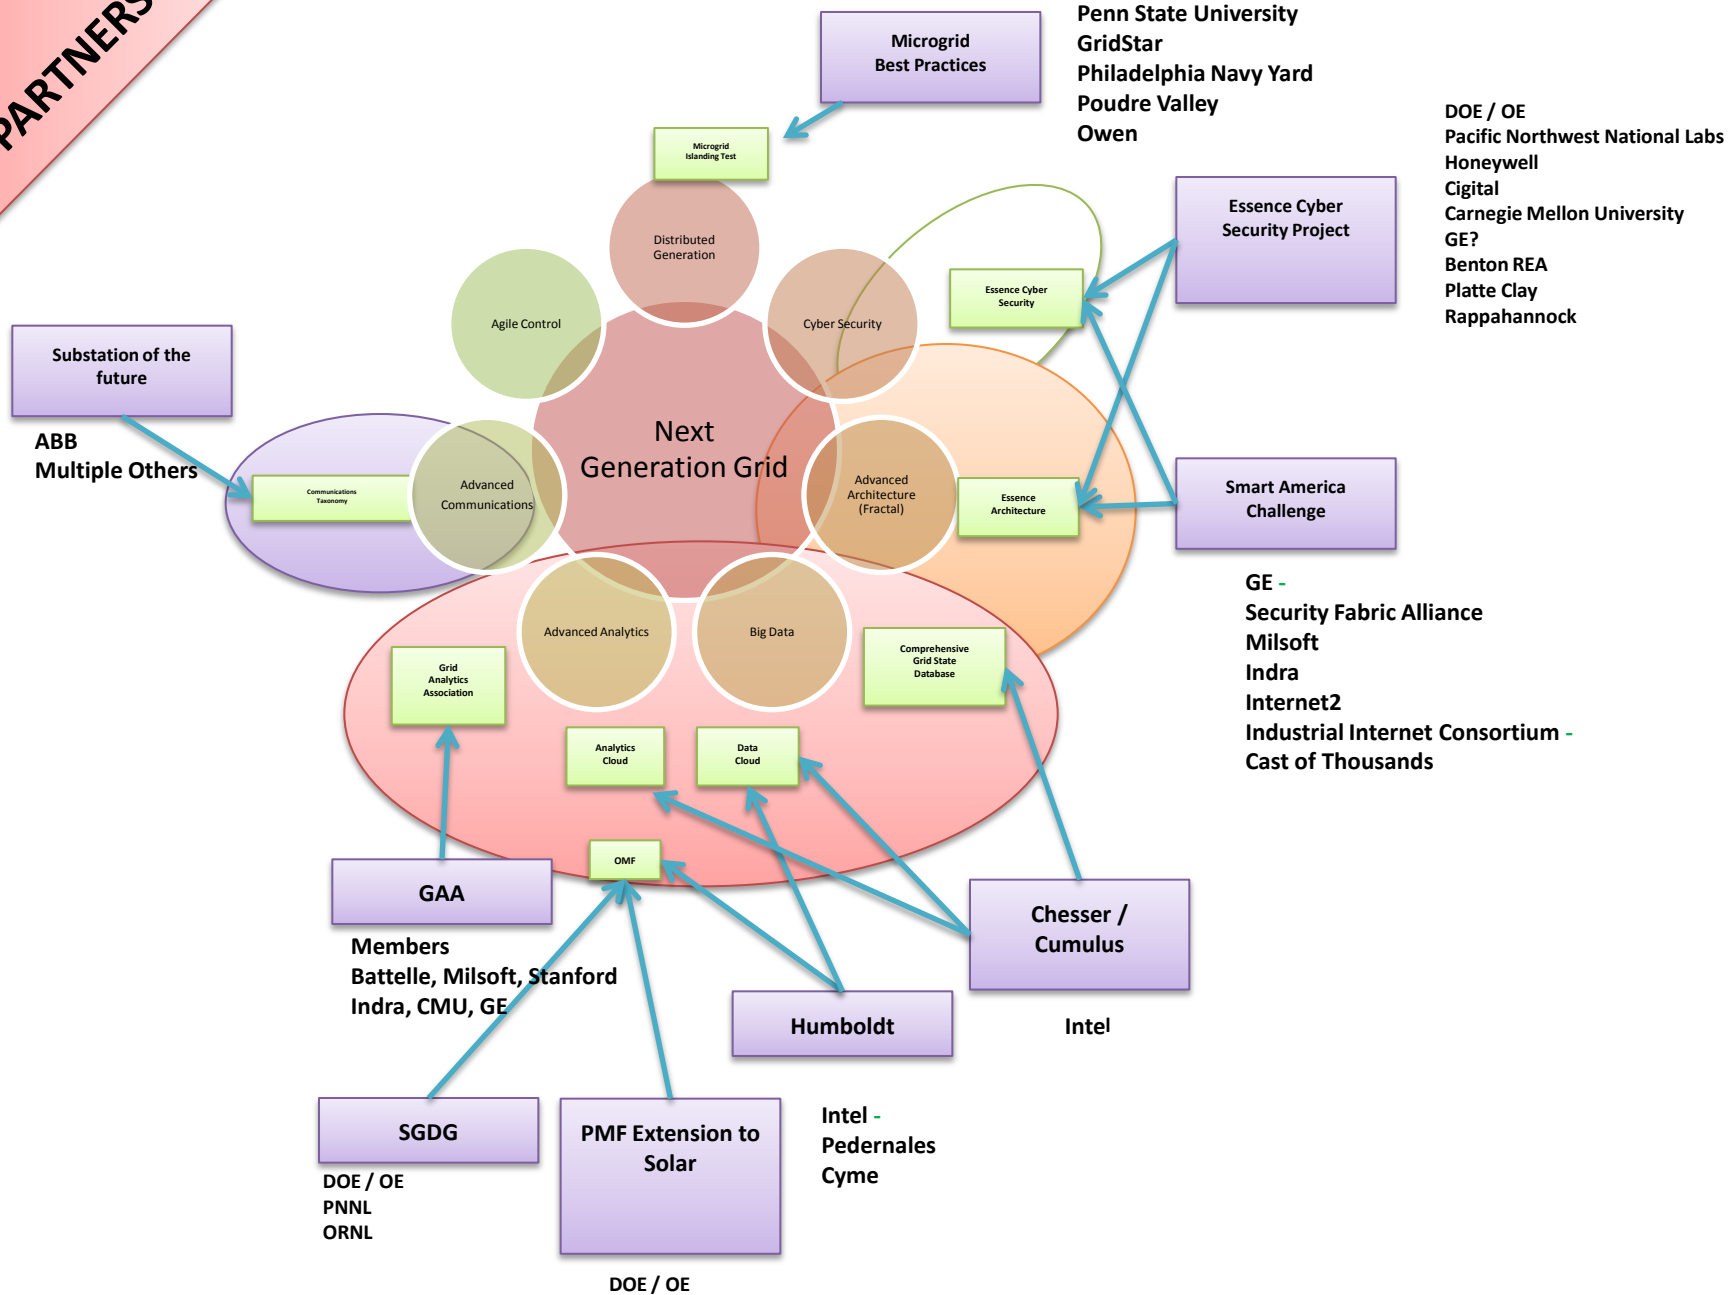 PARTNERS
Microgrid
Best Practices
Penn State University
GridStar
Philadelphia Navy Yard
Poudre Valley
Owen
DOE / OE
Pacific Northwest National Labs
Honeywell
Cigital
Carnegie Mellon University
GE?
Benton REA
Platte Clay
Rappahannock
Microgrid
Islanding Test
Essence Cyber
Security Project
Distributed
Generation
Essence Cyber
Security
Agile Control
Cyber Security
Substation of the
future
ABB
Multiple Others
Next
Generation Grid
Communications
Taxonomy
Advanced
Communications
Advanced
Architecture
(Fractal)
Essence
Architecture
Smart America
Challenge
GE -
Security Fabric Alliance
Milsoft
Indra
Internet2
Industrial Internet Consortium -
Cast of Thousands
Advanced Analytics
Big Data
Comprehensive
Grid State
Database
Grid
Analytics
Association
Analytics
Cloud
Data
Cloud
OMF
GAA
Members
Battelle, Milsoft, Stanford
Indra, CMU, GE
Chesser /
Cumulus
Intel
Humboldt
Intel -
Pedernales
Cyme
SGDG
DOE / OE
PNNL
ORNL
PMF Extension to
Solar
DOE / OE